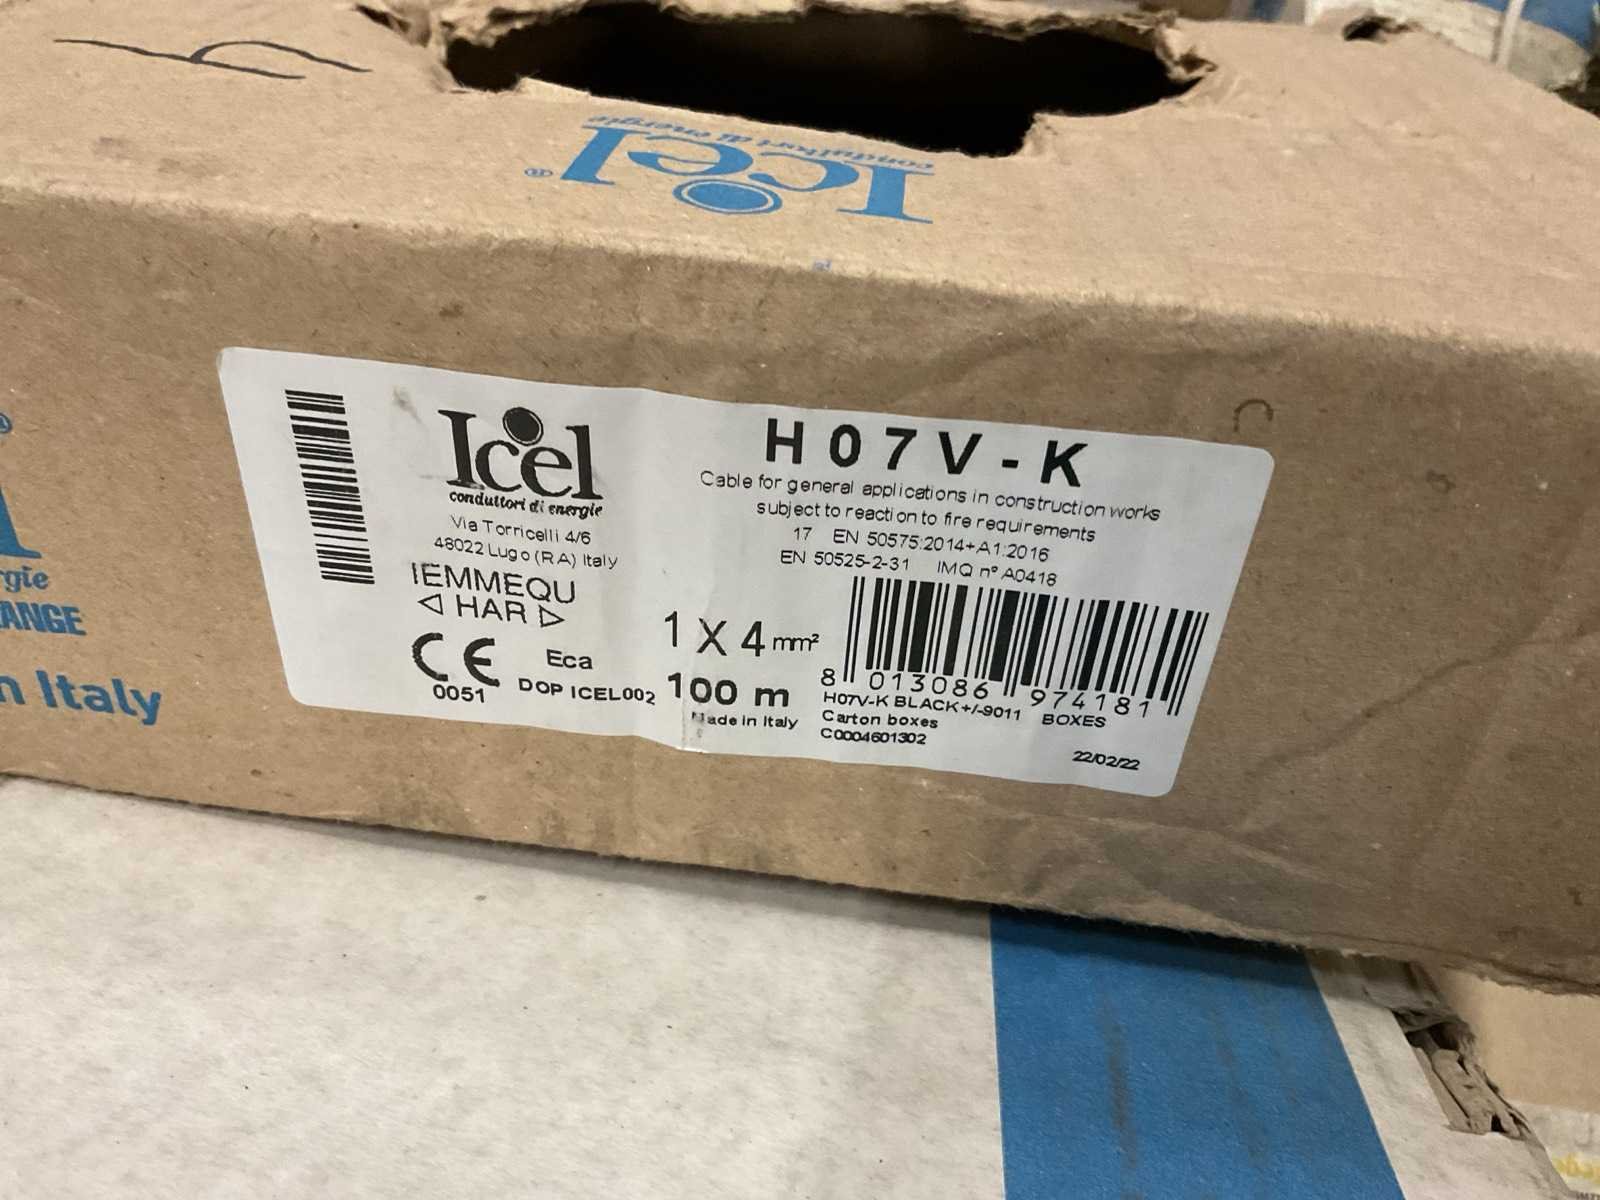 Icel®
conduttori di energie
®
gie
ANGE
n Italy
Icel
conduttori di energie
Via Torricelli 4/6
48022 Lugo (RA) Italy
IEMMEQU
◁ HAR ▷
CE
0051
Eca
DOP ICEL002
H07V-K
Cable for general applications in construction works
subject to reaction to fire requirements
17 EN 50575:2014+A1:2016
EN 50525-2-31 IMQ n° A0418
1 X 4 mm²
100 m
Made in Italy
8 013086 974181
H07V-K BLACK+/-9011 BOXES
Carton boxes
C0004601302
22/02/22